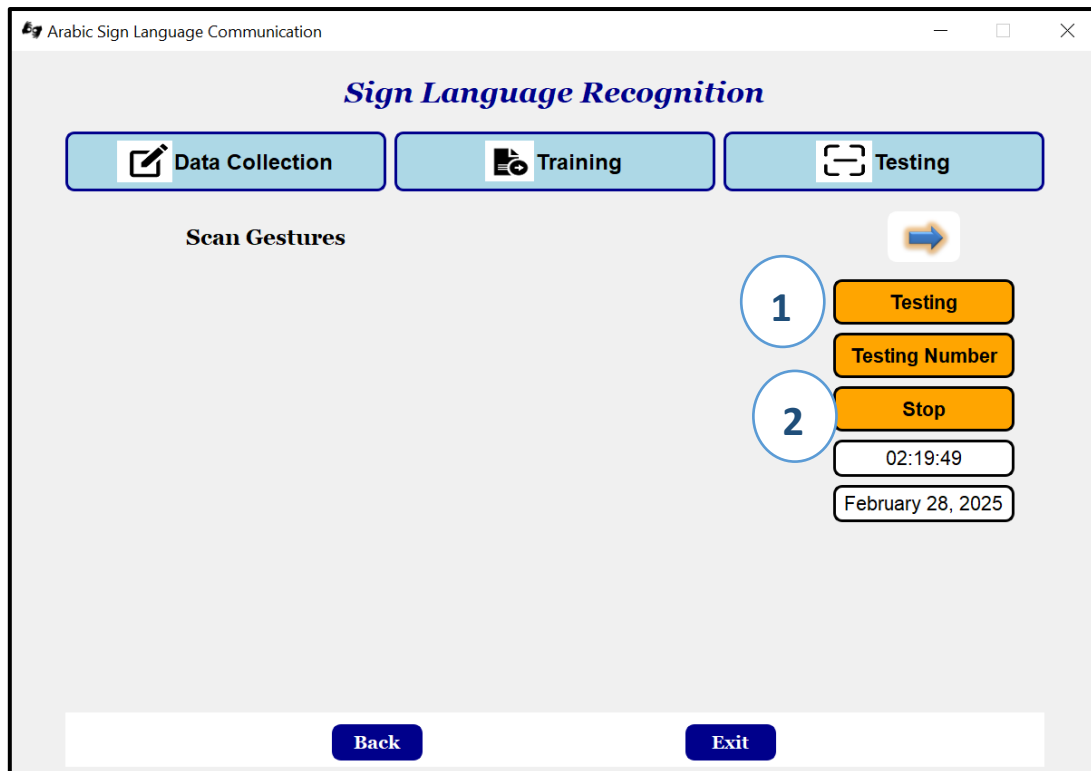 Arabic Sign Language Communication
Sign Language Recognition
Data Collection
Training
Testing
Scan Gestures
1
Testing
Testing Number
2
Stop
02:19:49
February 28, 2025
Back
Exit